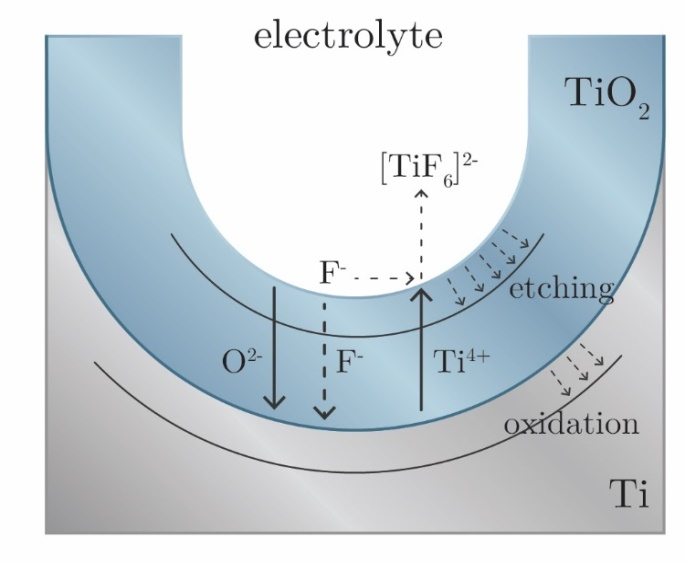 electrolyte
TiO₂
[TiF₆]²⁻
F⁻
etching
O²⁻
F⁻
Ti⁴⁺
oxidation
Ti